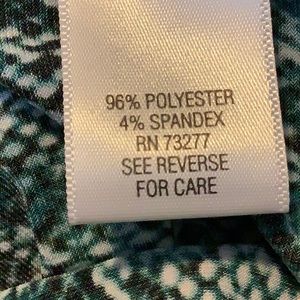 96% POLYESTER
4% SPANDEX
RN 73277
SEE REVERSE
FOR CARE